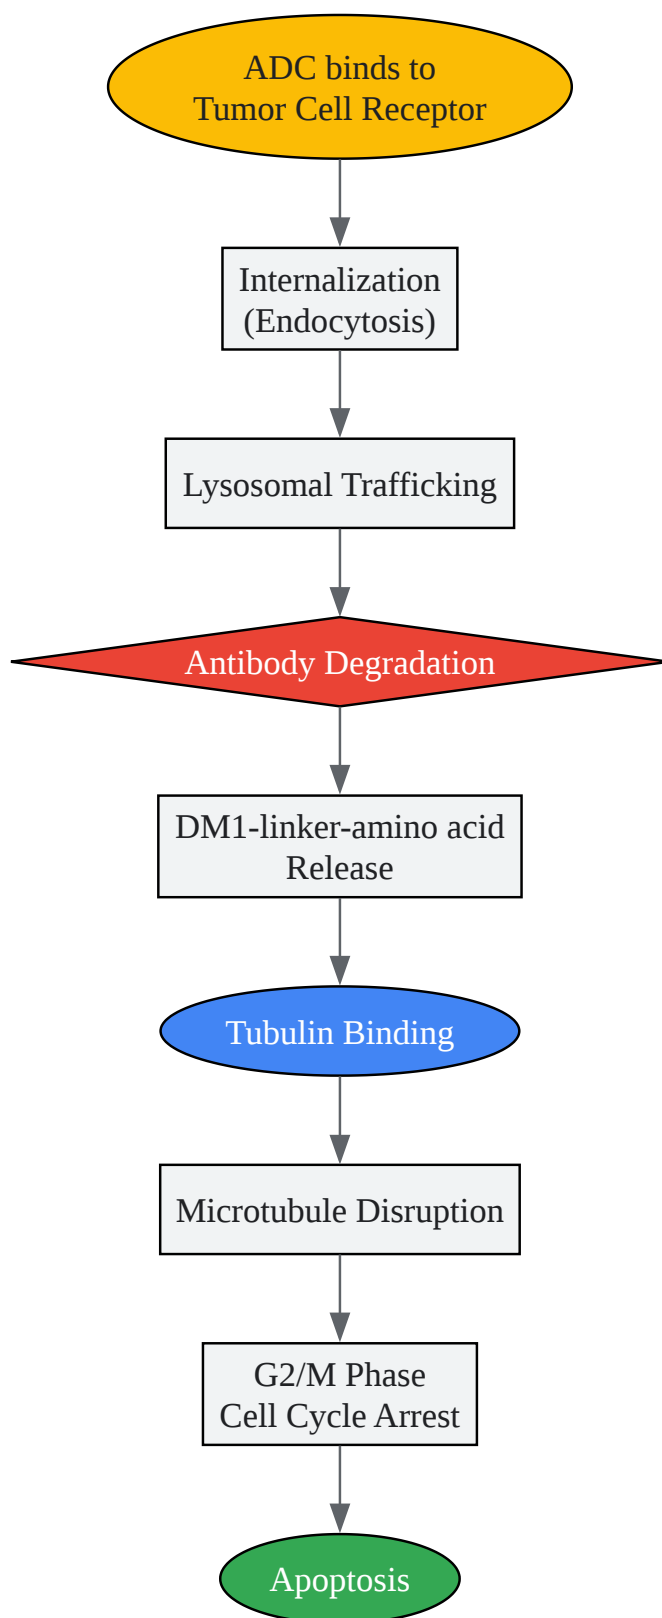 ADC binds to
Tumor Cell Receptor
Internalization
(Endocytosis)
Lysosomal Trafficking
Antibody Degradation
DM1-linker-amino acid
Release
Tubulin Binding
Microtubule Disruption
G2/M Phase
Cell Cycle Arrest
Apoptosis